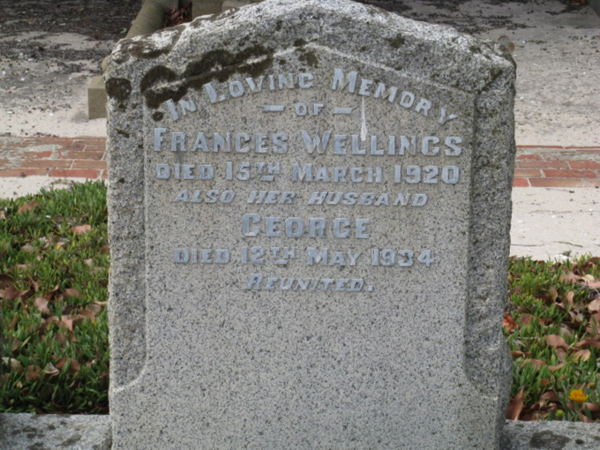 In Loving Memory
— OF —
Frances Wellings
Died 15th March 1920
Also Her Husband
George
Died 12th May 1934
Reunited.